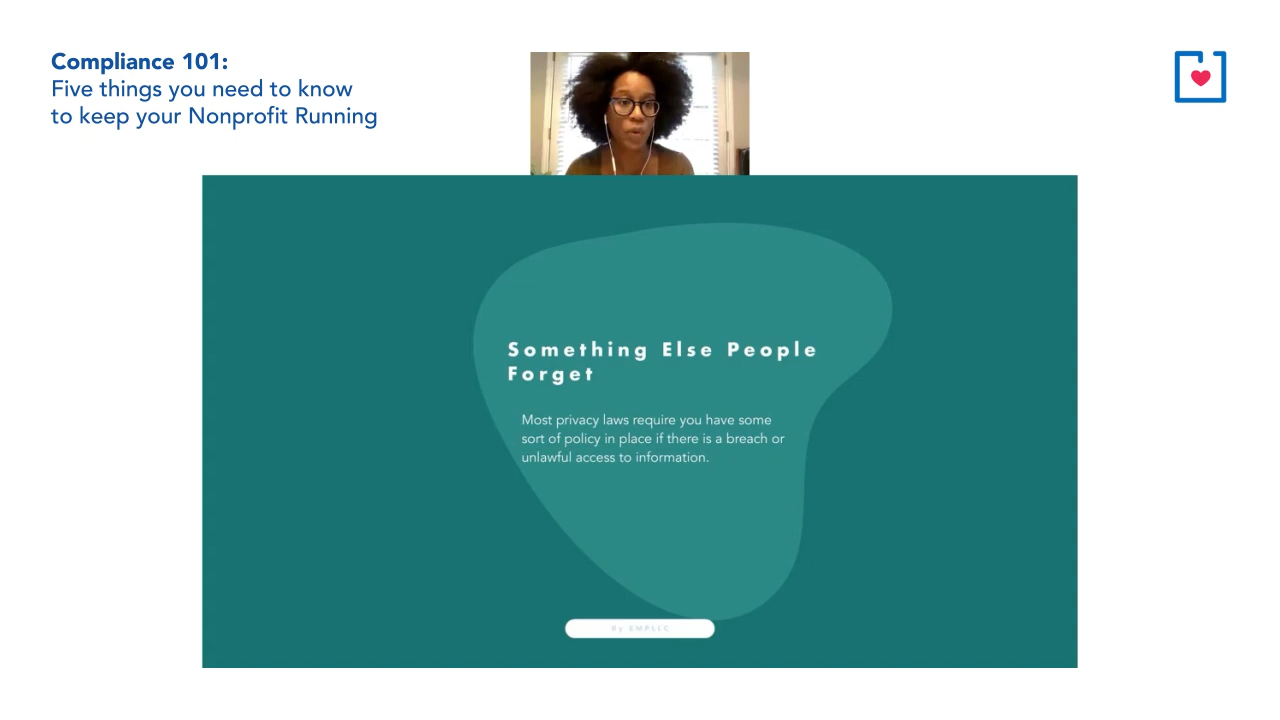 Compliance 101:
Five things you need to know
to keep your Nonprofit Running
Something Else People
Forget
Most privacy laws require you have some
sort of policy in place if there is a breach or
unlawful access to information.
By EMPLLC